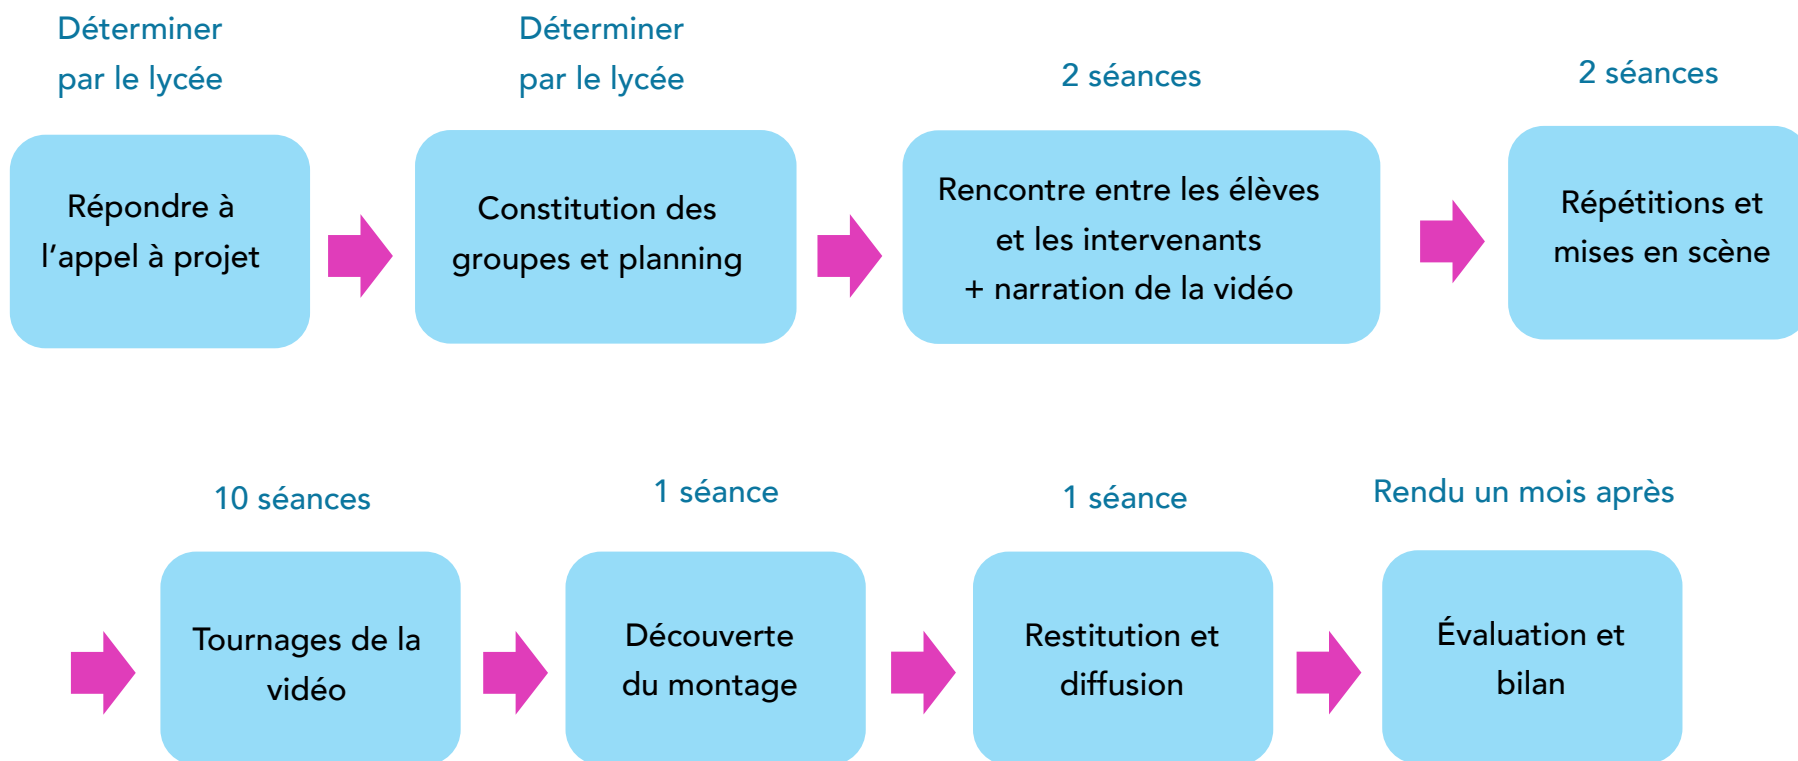 Déterminer
par le lycée
Déterminer
par le lycée
2 séances
2 séances
Répondre à
l’appel à projet
Constitution des
groupes et planning
Rencontre entre les élèves
et les intervenants
+ narration de la vidéo
Répétitions et
mises en scène
10 séances
1 séance
1 séance
Rendu un mois après
Tournages de la
vidéo
Découverte
du montage
Restitution et
diffusion
Évaluation et
bilan